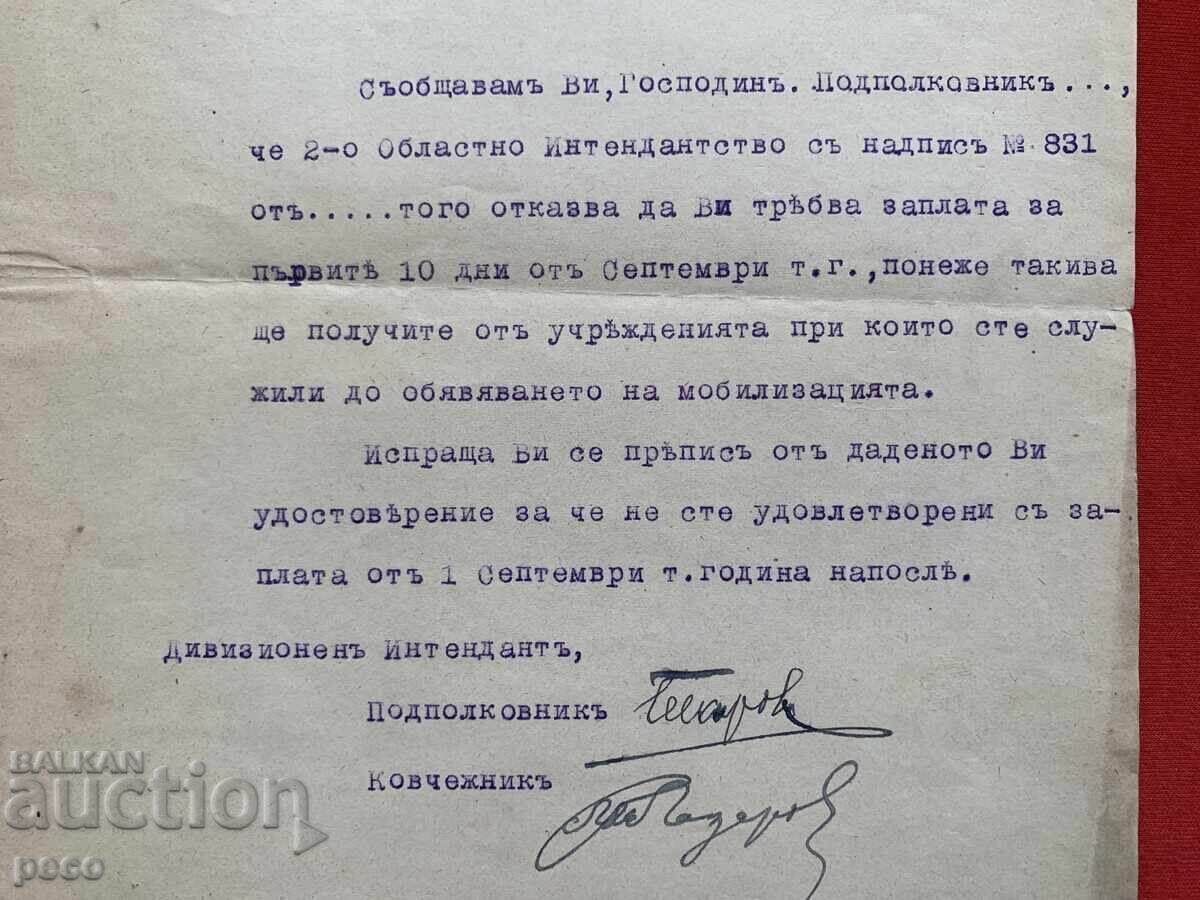 Съобщавамъ Ви, Господинъ. Подполковникъ...,
че 2-о Областно Интендантство съ надписъ № 831
отъ.....того отказва да Ви трѣбва заплата за
първитѣ 10 дни отъ Септември т.г., понеже такива
ще получите отъ учрѣжденията при които сте слу-
жили до обявяването на мобилизацията.
Испраща Ви се прѣписъ отъ даденото Ви
удостовѣрение за че не сте удовлетворени съ за-
плата отъ 1 Септември т.година напослѣ.
Дивизионенъ Интендантъ,
Подполковникъ
Ковчежникъ
BALKAN
auction
peco